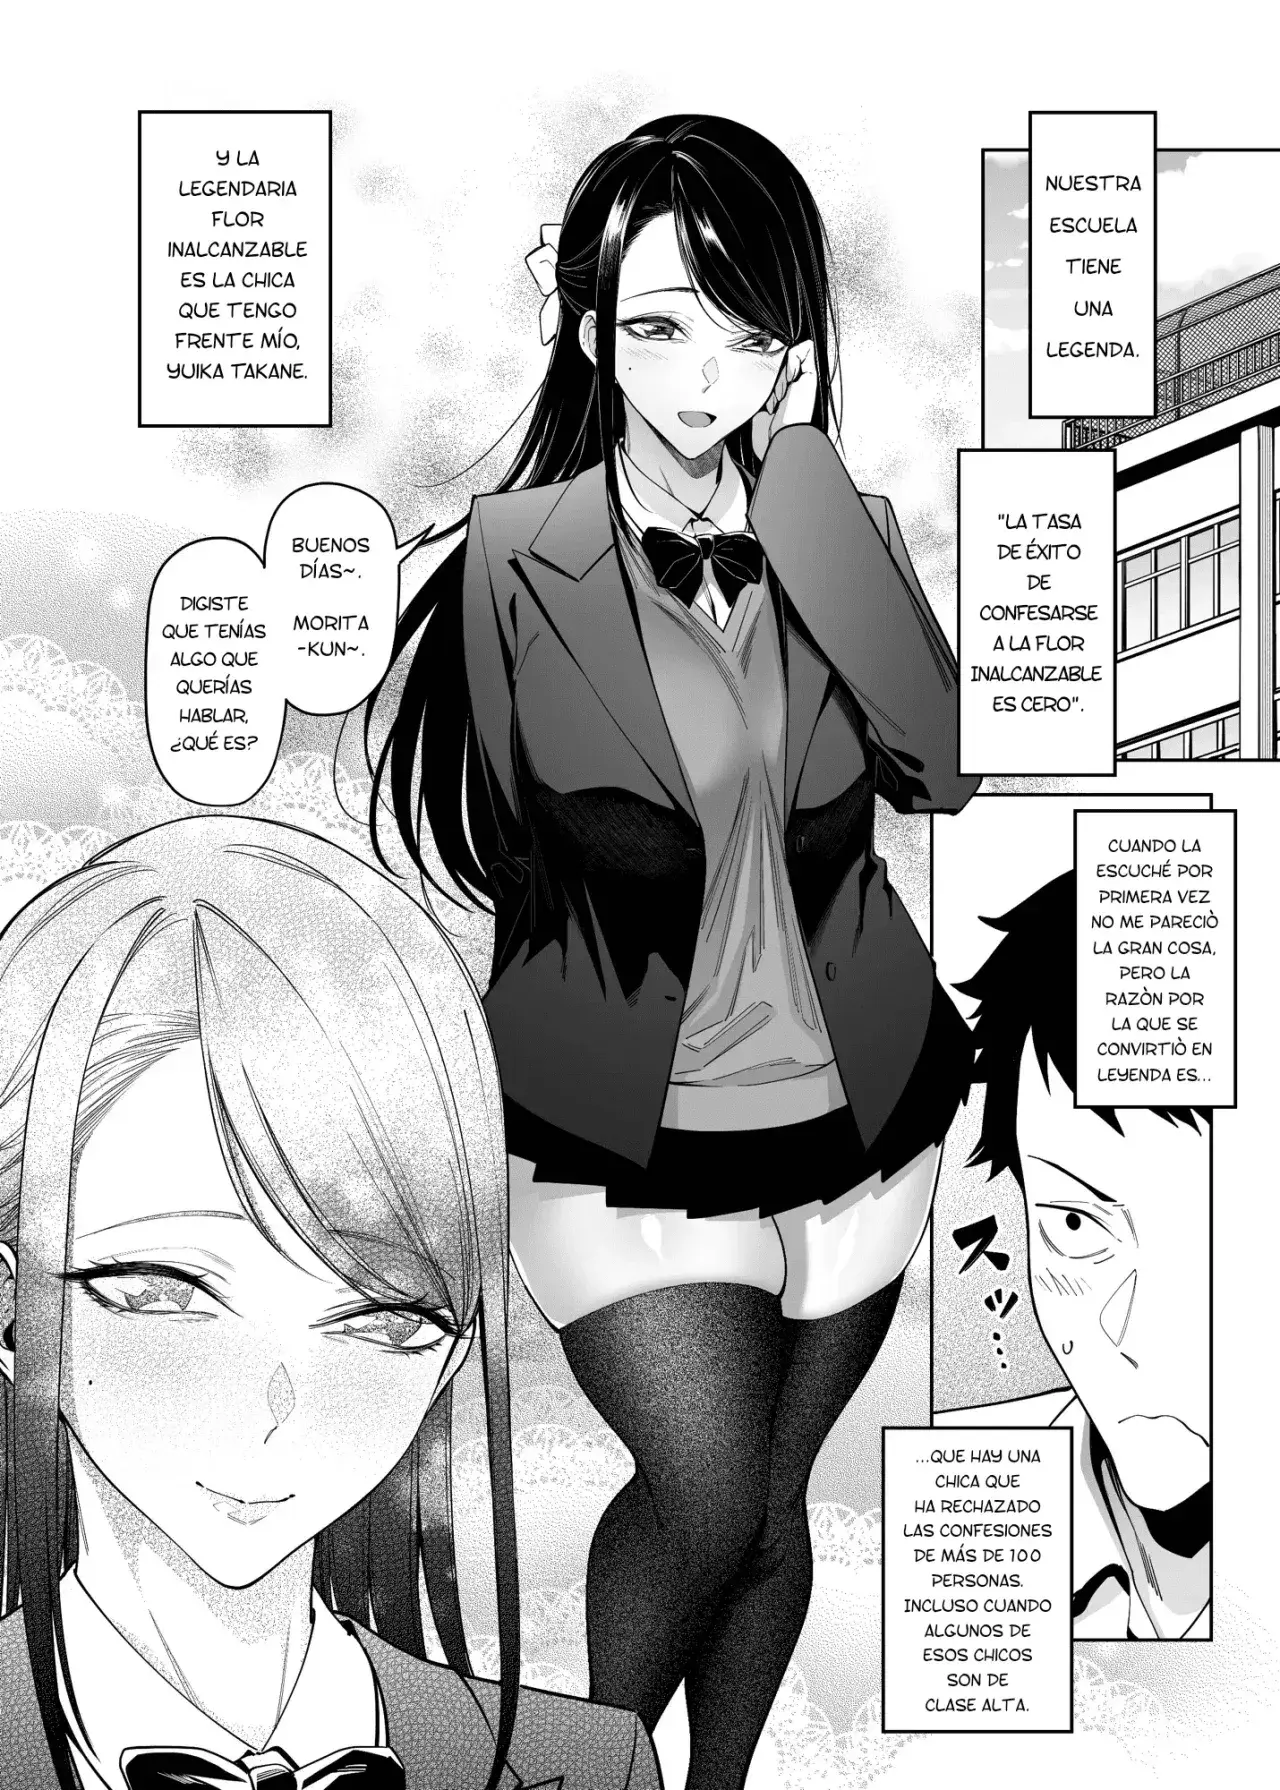 NUESTRA
ESCUELA
TIENE
UNA
LEGENDA.
"LA TASA
DE ÉXITO
DE
CONFESARSE
A LA FLOR
INALCANZABLE
ES CERO".
CUANDO LA
ESCUCHÉ POR
PRIMERA VEZ
NO ME PARECIÒ
LA GRAN COSA,
PERO LA
RAZÒN POR
LA QUE SE
CONVIRTIÒ EN
LEYENDA ES...
スッ…
...QUE HAY UNA
CHICA QUE
HA RECHAZADO
LAS CONFESIONES
DE MÁS DE 100
PERSONAS.
INCLUSO CUANDO
ALGUNOS DE
ESOS CHICOS
SON DE
CLASE ALTA.
Y LA
LEGENDARIA
FLOR
INALCANZABLE
ES LA CHICA
QUE TENGO
FRENTE MÍO,
YUIKA TAKANE.
BUENOS
DÍAS~.
MORITA
-KUN~.
DIGISTE
QUE TENÍAS
ALGO QUE
QUERÍAS
HABLAR,
¿QUÉ ES?